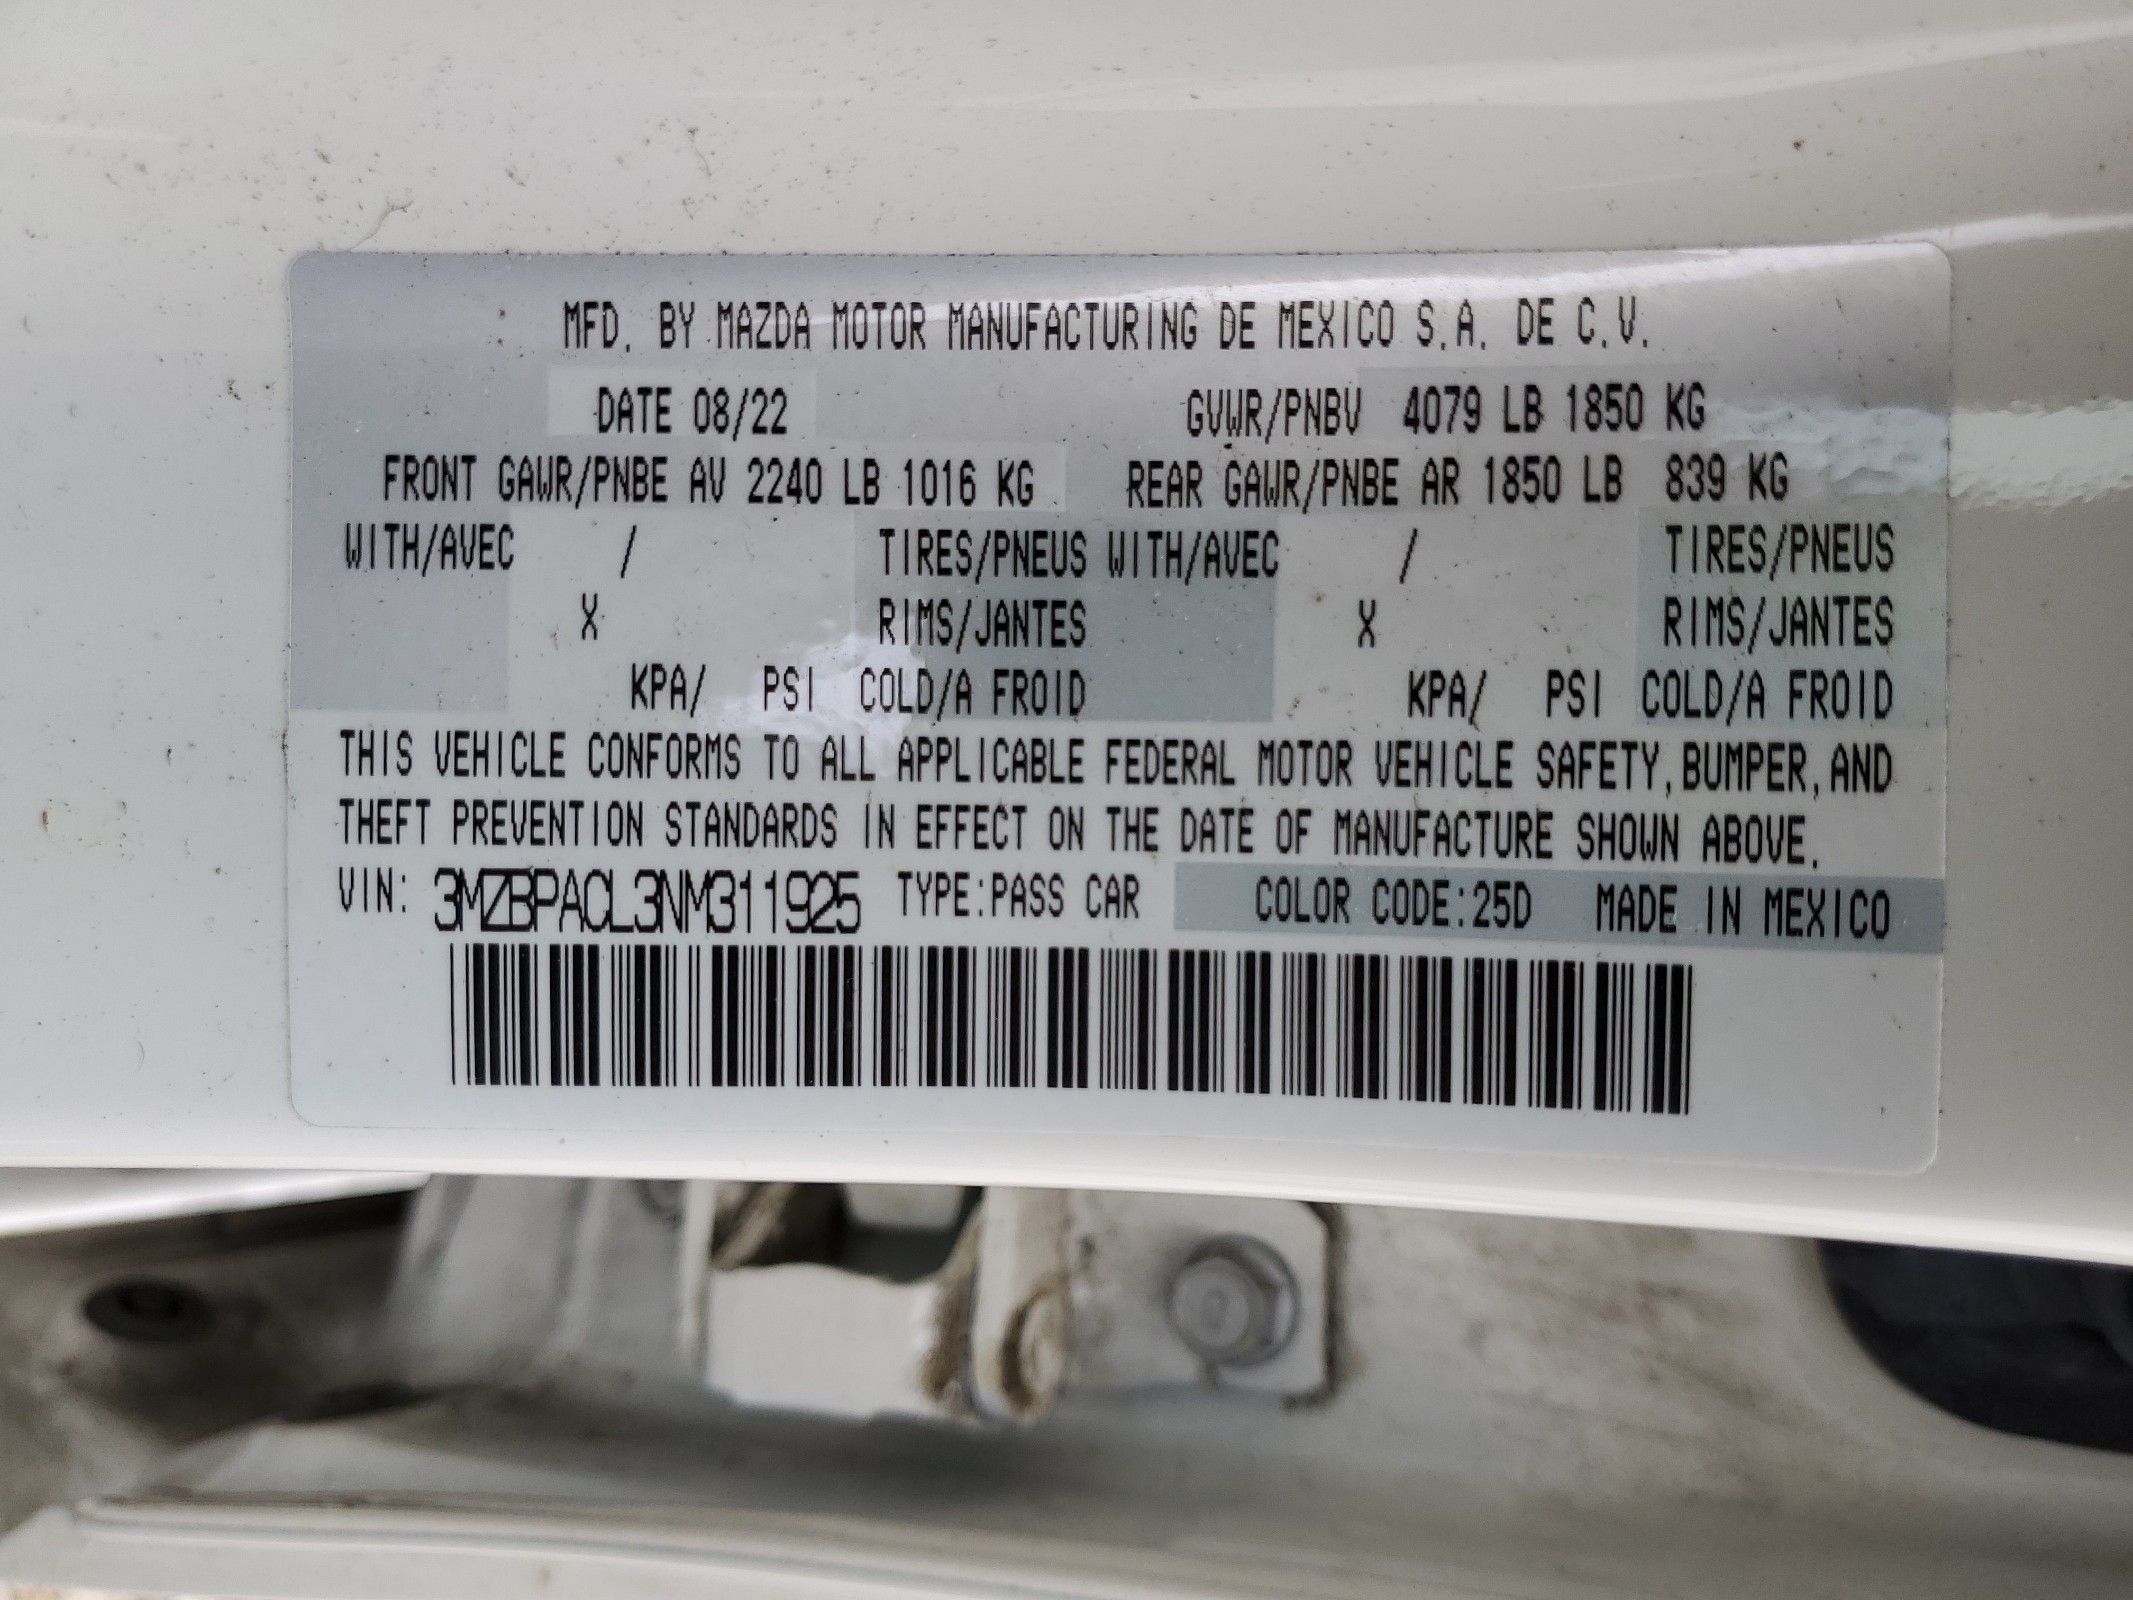 MFD. BY MAZDA MOTOR MANUFACTURING DE MEXICO S.A. DE C.V.
DATE 08/22 GVWR/PNBV 4079 LB 1850 KG
FRONT GAWR/PNBE AV 2240 LB 1016 KG REAR GAWR/PNBE AR 1850 LB 839 KG
WITH/AVEC / TIRES/PNEUS WITH/AVEC / TIRES/PNEUS
X RIMS/JANTES X RIMS/JANTES
KPA/ PSI COLD/A FROID KPA/ PSI COLD/A FROID
THIS VEHICLE CONFORMS TO ALL APPLICABLE FEDERAL MOTOR VEHICLE SAFETY, BUMPER, AND
THEFT PREVENTION STANDARDS IN EFFECT ON THE DATE OF MANUFACTURE SHOWN ABOVE.
VIN: 3MZBPACL3NM311925 TYPE:PASS CAR COLOR CODE:25D MADE IN MEXICO